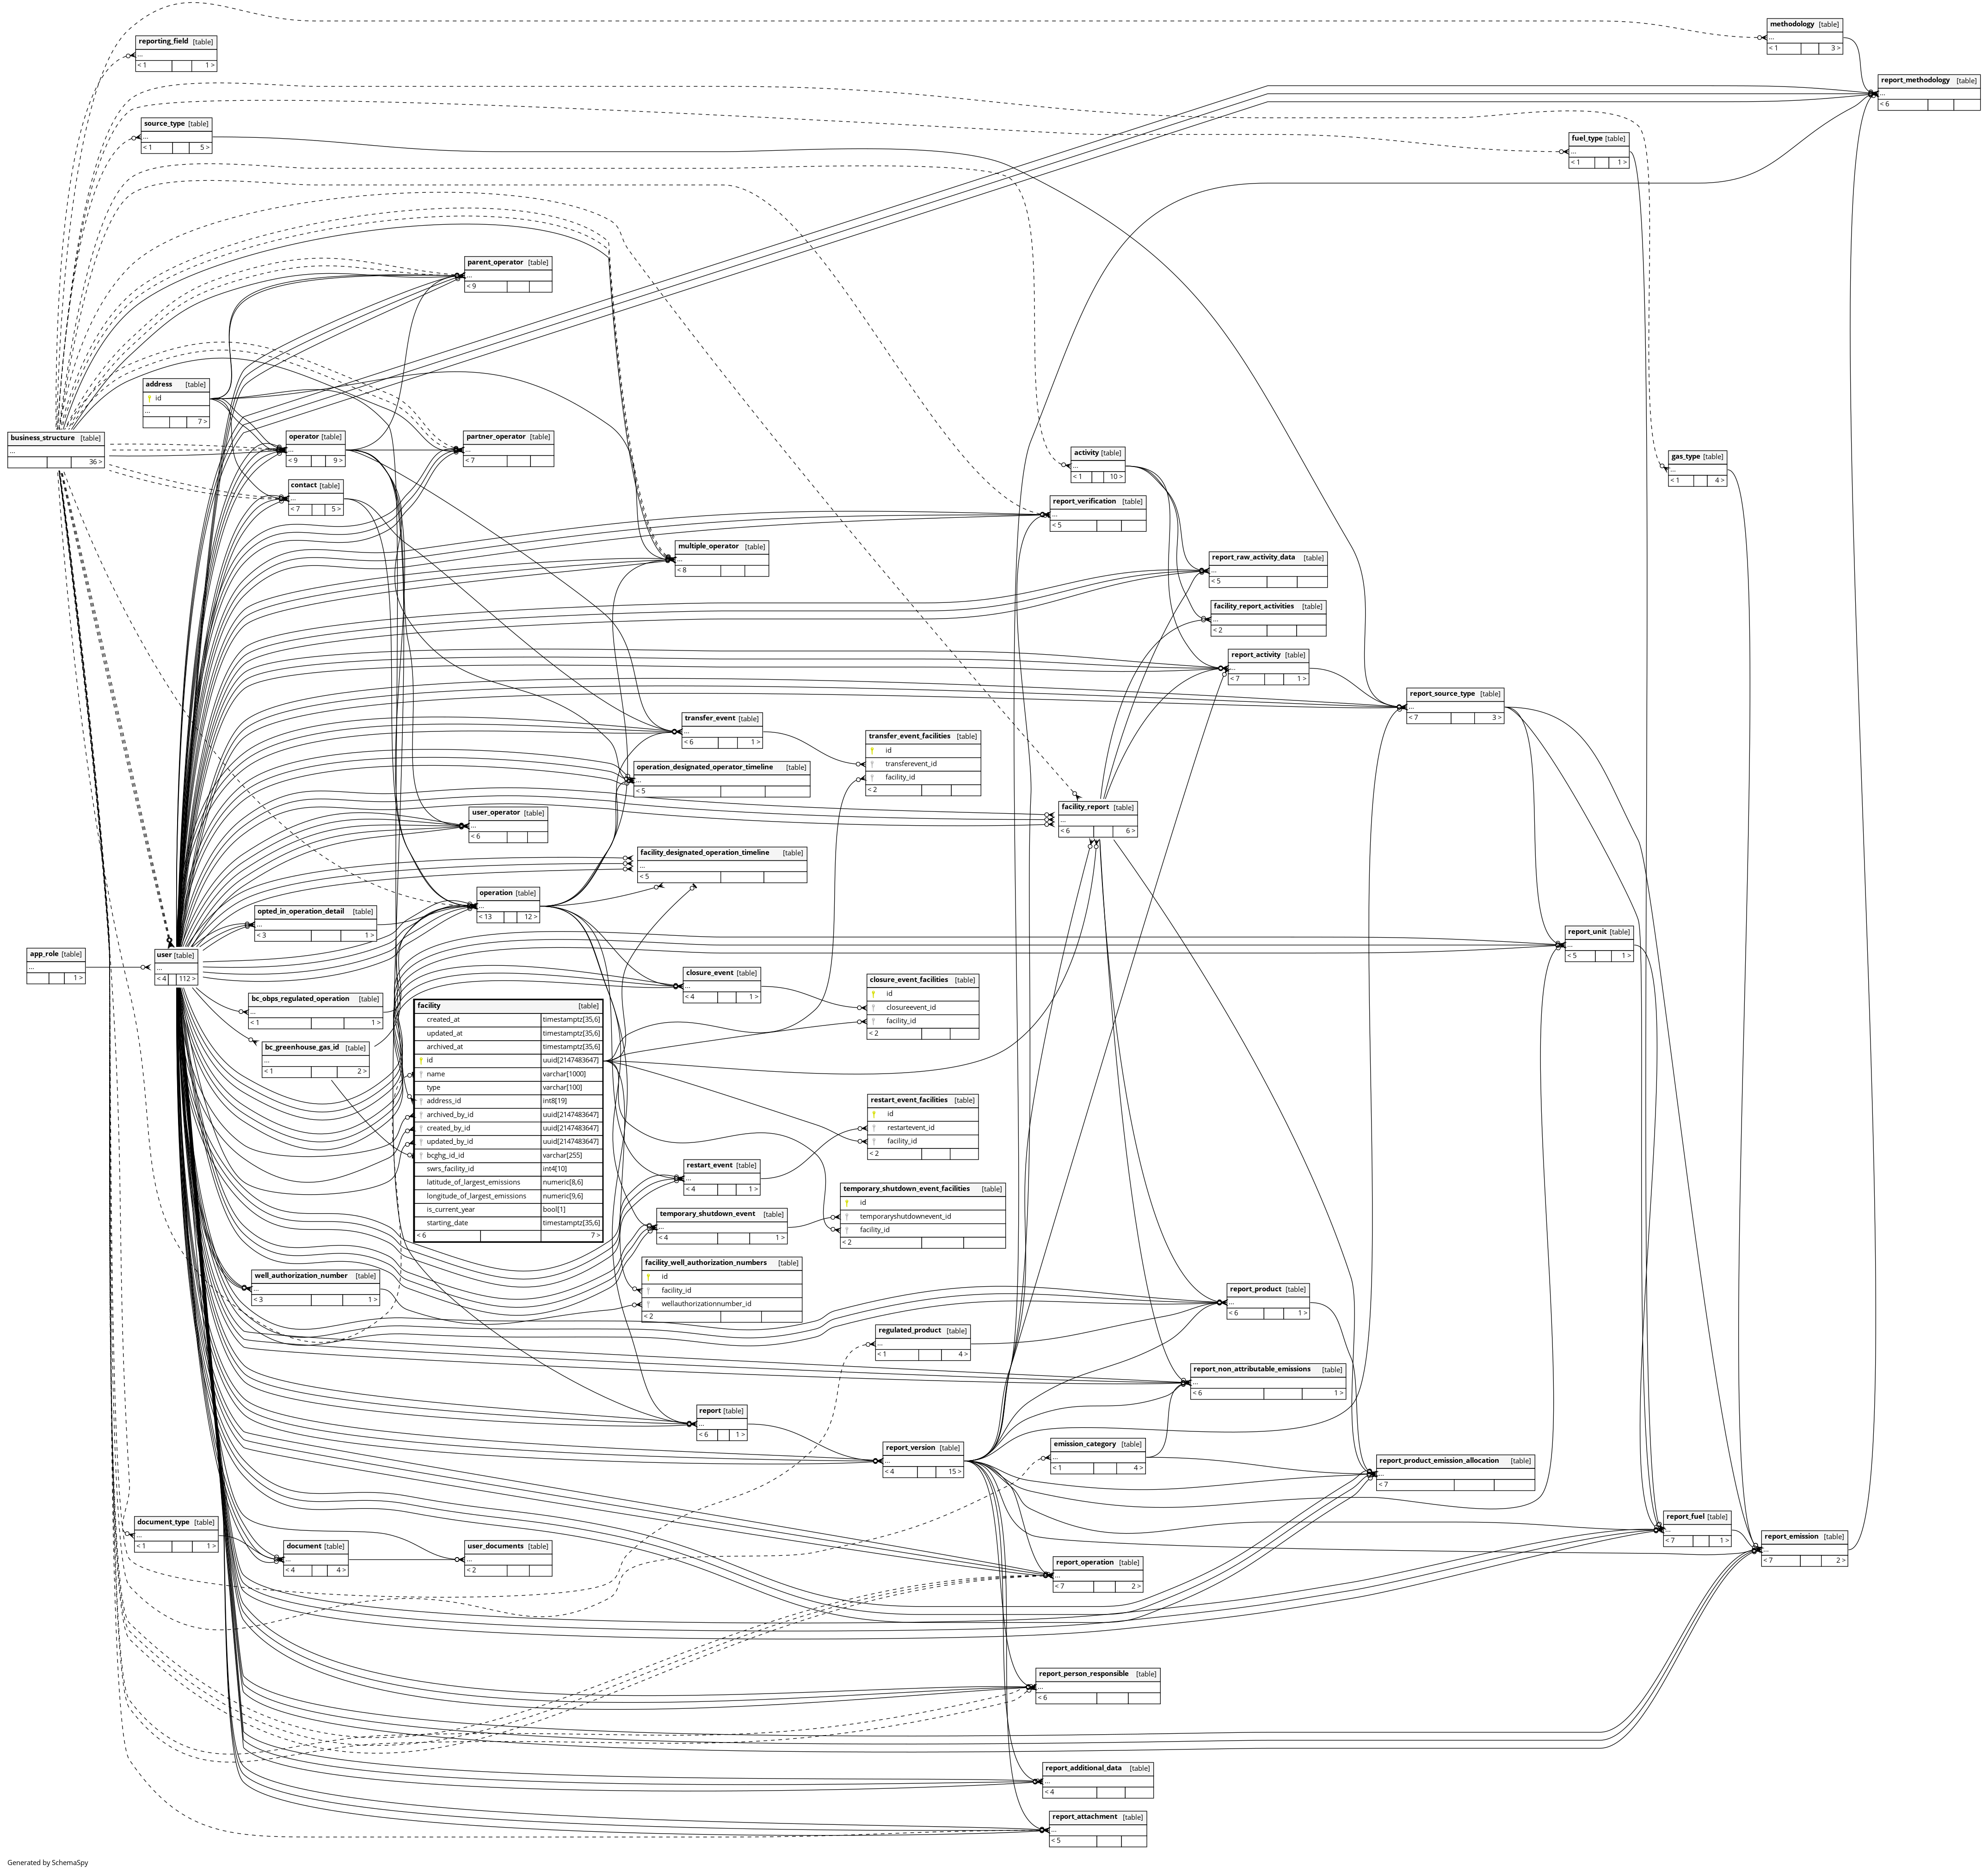 methodology [table]
...
< 1 3 >
reporting_field [table]
...
< 1 1 >
report_methodology [table]
...
< 6
source_type [table]
...
< 1 5 >
fuel_type [table]
...
< 1 1 >
parent_operator [table]
...
< 9
address [table]
id
...
7 >
business_structure [table]
...
36 >
operator [table]
...
< 9 9 >
partner_operator [table]
...
< 7
activity [table]
...
< 1 10 >
gas_type [table]
...
< 1 4 >
contact [table]
...
< 7 5 >
report_verification [table]
...
< 5
multiple_operator [table]
...
< 8
report_raw_activity_data [table]
...
< 5
facility_report_activities [table]
...
< 2
report_activity [table]
...
< 7 1 >
report_source_type [table]
...
< 7 3 >
transfer_event [table]
...
< 6 1 >
transfer_event_facilities [table]
id
transferevent_id
facility_id
< 2
operation_designated_operator_timeline [table]
...
< 5
facility_report [table]
...
< 6 6 >
user_operator [table]
...
< 6
facility_designated_operation_timeline [table]
...
< 5
operation [table]
...
< 13 12 >
opted_in_operation_detail [table]
...
< 3 1 >
report_unit [table]
...
< 5 1 >
app_role [table]
...
1 >
user [table]
...
< 4 112 >
closure_event [table]
...
< 4 1 >
closure_event_facilities [table]
id
closureevent_id
facility_id
< 2
bc_obps_regulated_operation [table]
...
< 1 1 >
bc_greenhouse_gas_id [table]
...
< 1 2 >
facility [table]
created_at timestamptz[35,6]
updated_at timestamptz[35,6]
archived_at timestamptz[35,6]
id uuid[2147483647]
name varchar[1000]
type varchar[100]
address_id int8[19]
archived_by_id uuid[2147483647]
created_by_id uuid[2147483647]
updated_by_id uuid[2147483647]
bcghg_id_id varchar[255]
swrs_facility_id int4[10]
latitude_of_largest_emissions numeric[8,6]
longitude_of_largest_emissions numeric[9,6]
is_current_year bool[1]
starting_date timestamptz[35,6]
< 6 7 >
restart_event_facilities [table]
id
restartevent_id
facility_id
< 2
restart_event [table]
...
< 4 1 >
temporary_shutdown_event_facilities [table]
id
temporaryshutdownevent_id
facility_id
< 2
temporary_shutdown_event [table]
...
< 4 1 >
facility_well_authorization_numbers [table]
id
facility_id
wellauthorizationnumber_id
< 2
well_authorization_number [table]
...
< 3 1 >
report_product [table]
...
< 6 1 >
regulated_product [table]
...
< 1 4 >
report_non_attributable_emissions [table]
...
< 6 1 >
report [table]
...
< 6 1 >
report_version [table]
...
< 4 15 >
emission_category [table]
...
< 1 4 >
report_product_emission_allocation [table]
...
< 7
document_type [table]
...
< 1 1 >
report_fuel [table]
...
< 7 1 >
report_emission [table]
...
< 7 2 >
document [table]
...
< 4 4 >
user_documents [table]
...
< 2
report_operation [table]
...
< 7 2 >
report_person_responsible [table]
...
< 6
report_additional_data [table]
...
< 4
report_attachment [table]
...
< 5
Generated by SchemaSpy